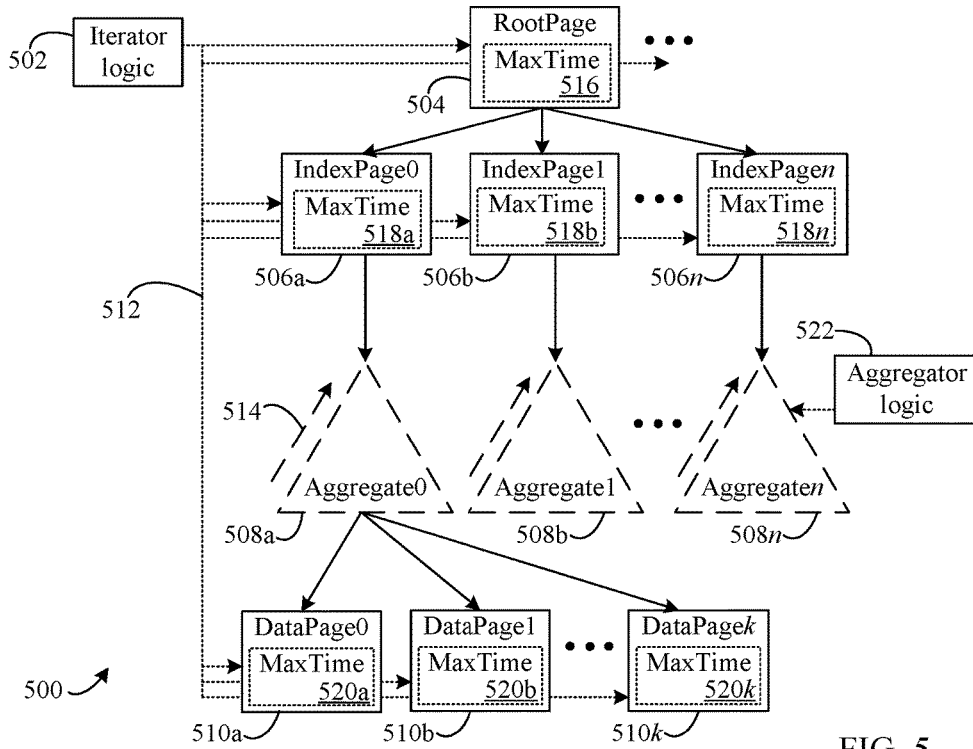 RootPage
Iterator
logic
502
MaxTime
516
504
IndexPage0
IndexPage1
IndexPagen
MaxTime
MaxTime
MaxTime
518a
518b
518n
506a
506b
506n
512
522
Aggregator
logic
514
Aggregate0
Aggregate1
Aggregaten
508a
508b
508n
DataPage0
DataPage1
DataPagek
MaxTime
MaxTime
MaxTime
520a
520b
520k
500
510a
510b
510k
FIG. 5